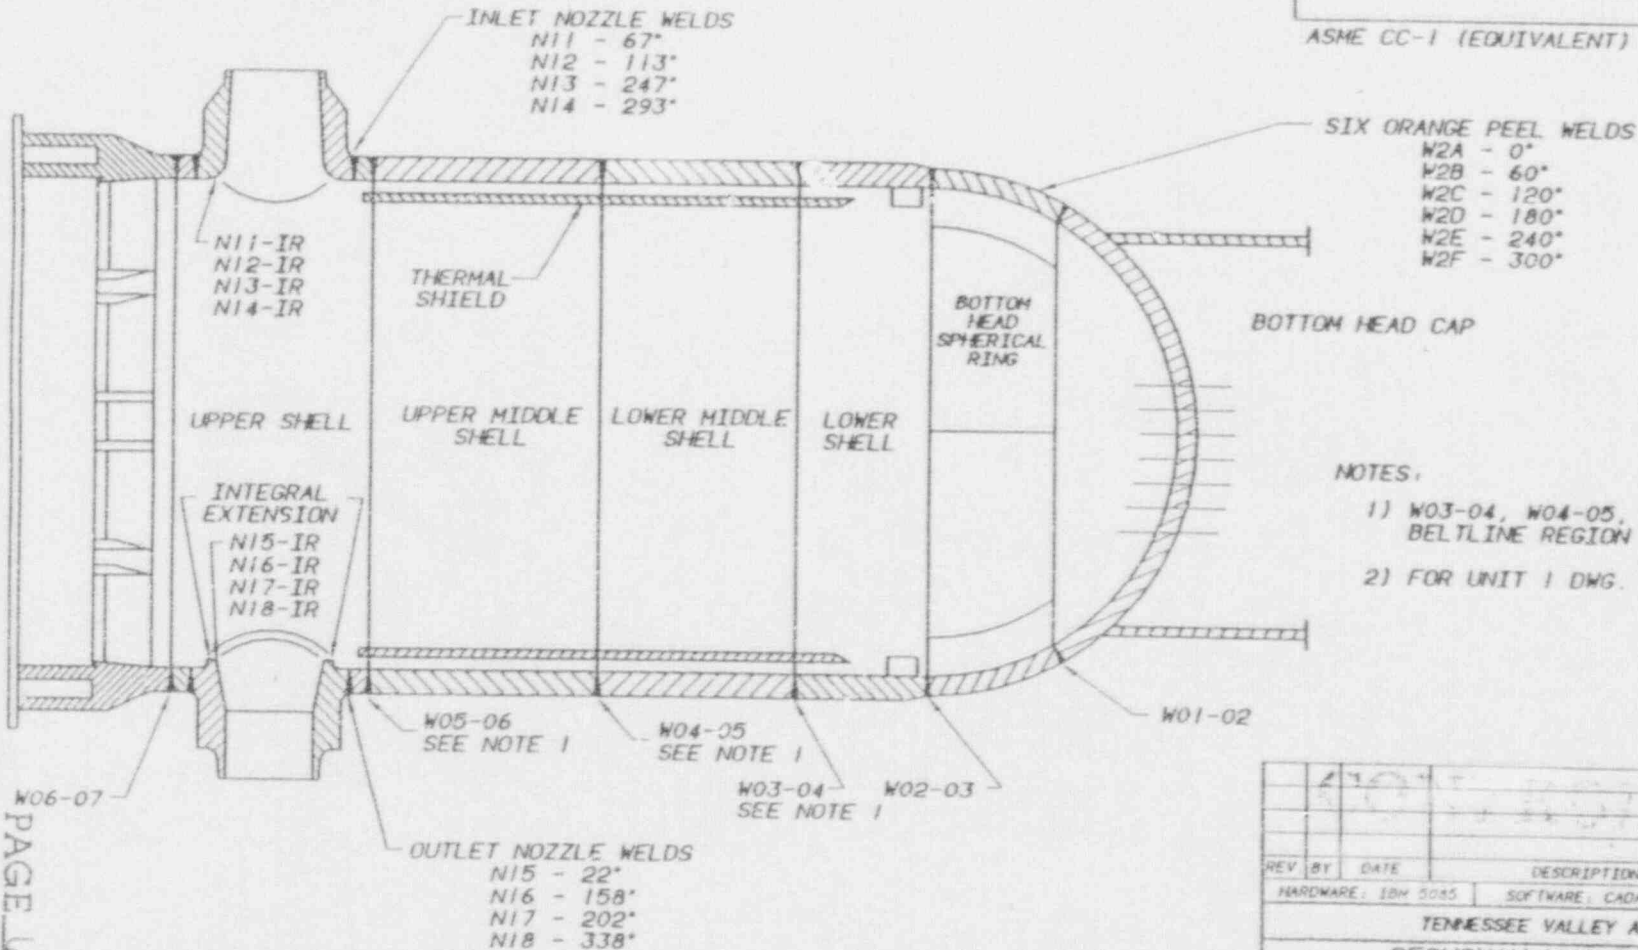 INLET NOZZLE WELDS
N11 - 67°
N12 - 113°
N13 - 247°
N14 - 293°
ASME CC-1 (EQUIVALENT)
SIX ORANGE PEEL WELDS
W2A - 0°
W2B - 60°
W2C - 120°
W2D - 180°
W2E - 240°
W2F - 300°
N11-IR
N12-IR
N13-IR
N14-IR
THERMAL
SHIELD
BOTTOM
HEAD
SPHERICAL
RING
BOTTOM HEAD CAP
UPPER SHELL
UPPER MIDDLE
SHELL
LOWER MIDDLE
SHELL
LOWER
SHELL
INTEGRAL
EXTENSION
N15-IR
N16-IR
N17-IR
N18-IR
NOTES:
1) W03-04, W04-05,
BELTLINE REGION
2) FOR UNIT 1 DWG.
W05-06
SEE NOTE 1
W04-05
SEE NOTE 1
W03-04
SEE NOTE 1
W02-03
W01-02
W06-07
OUTLET NOZZLE WELDS
N15 - 22°
N16 - 158°
N17 - 202°
N18 - 338°
PAGE
REV BY DATE DESCRIPTION
HARDWARE: IBM 5085 SOFTWARE: CADA
TENNESSEE VALLEY A